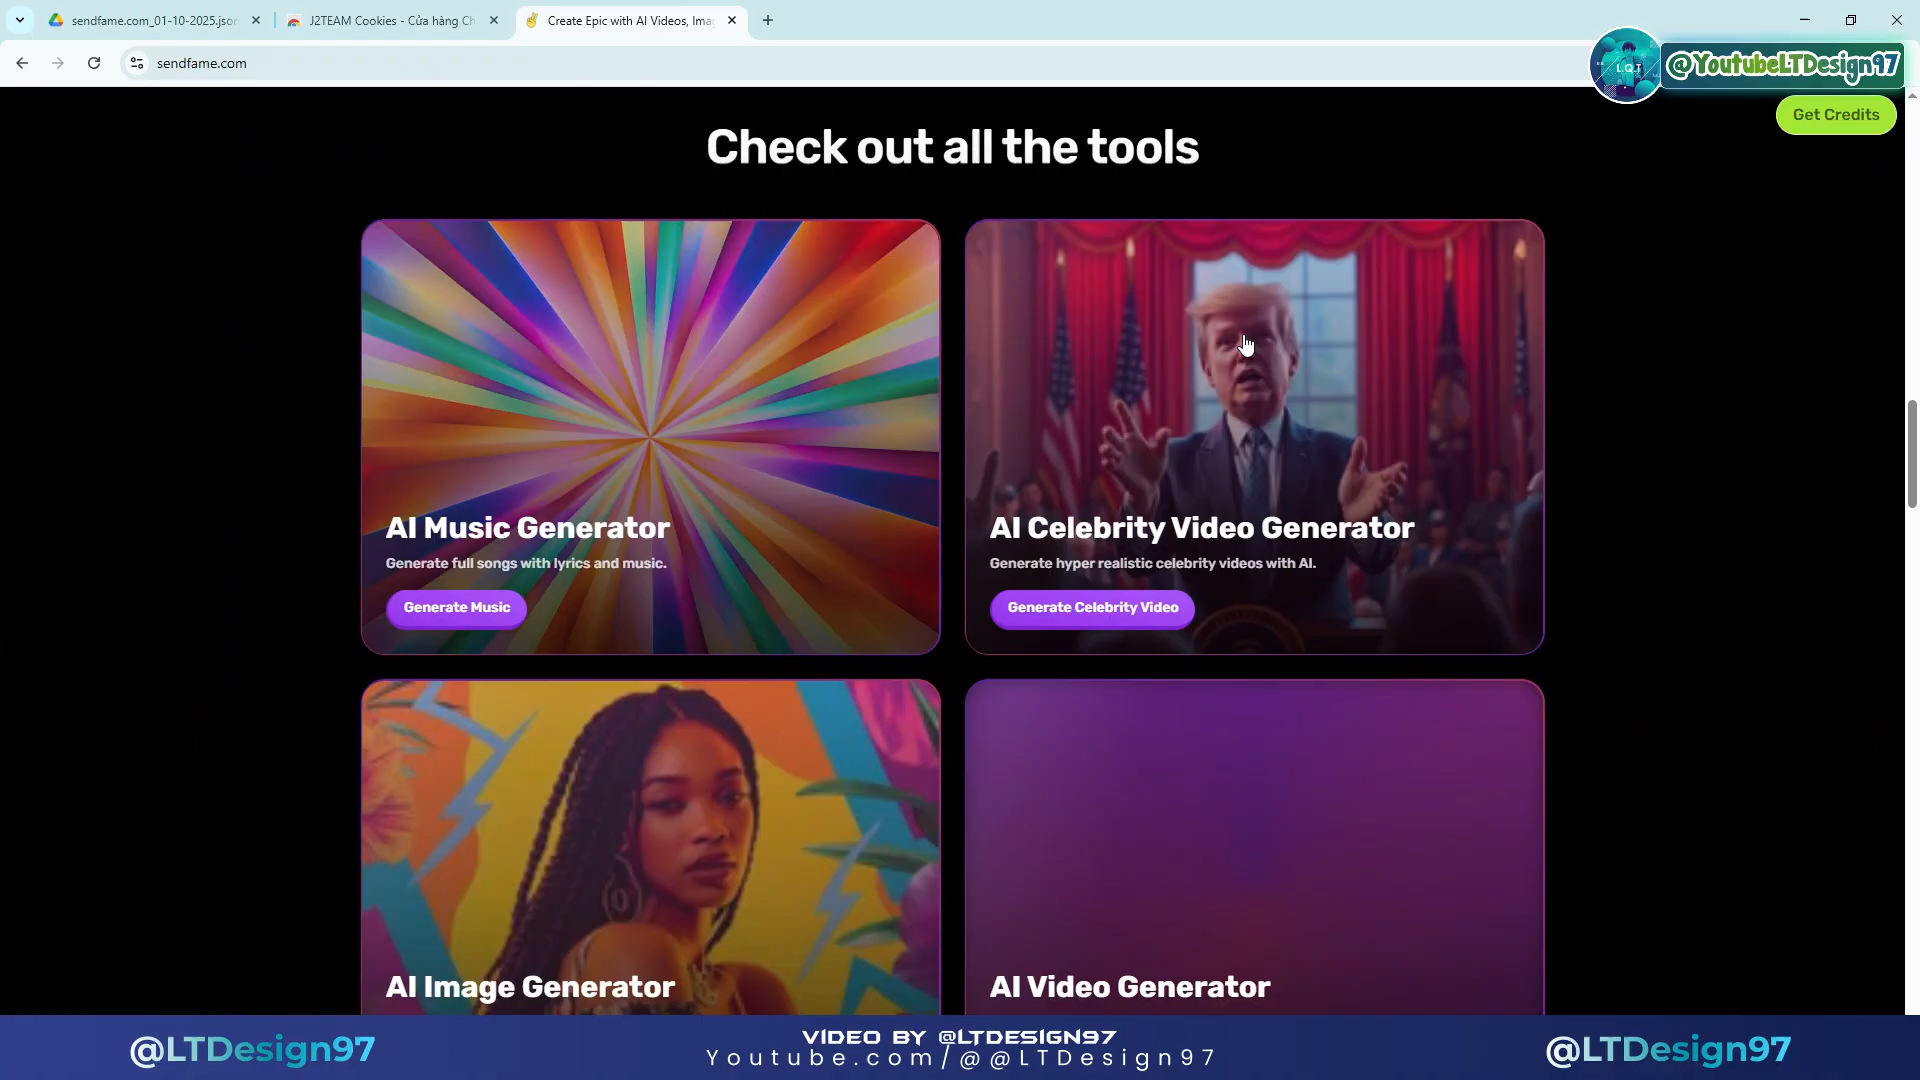 sendfame.com_01-10-2025.json
J2TEAM Cookies - Cửa hàng Ch
Create Epic with AI Videos, Ima
sendfame.com
L.Q.T
@YoutubeLTDesign97
Get Credits
Check out all the tools
AI Music Generator
Generate full songs with lyrics and music.
Generate Music
AI Celebrity Video Generator
Generate hyper realistic celebrity videos with AI.
Generate Celebrity Video
AI Image Generator
AI Video Generator
@LTDesign97
VIDEO BY @LTDESIGN97
Youtube.com/@@LTDesign97
@LTDesign97